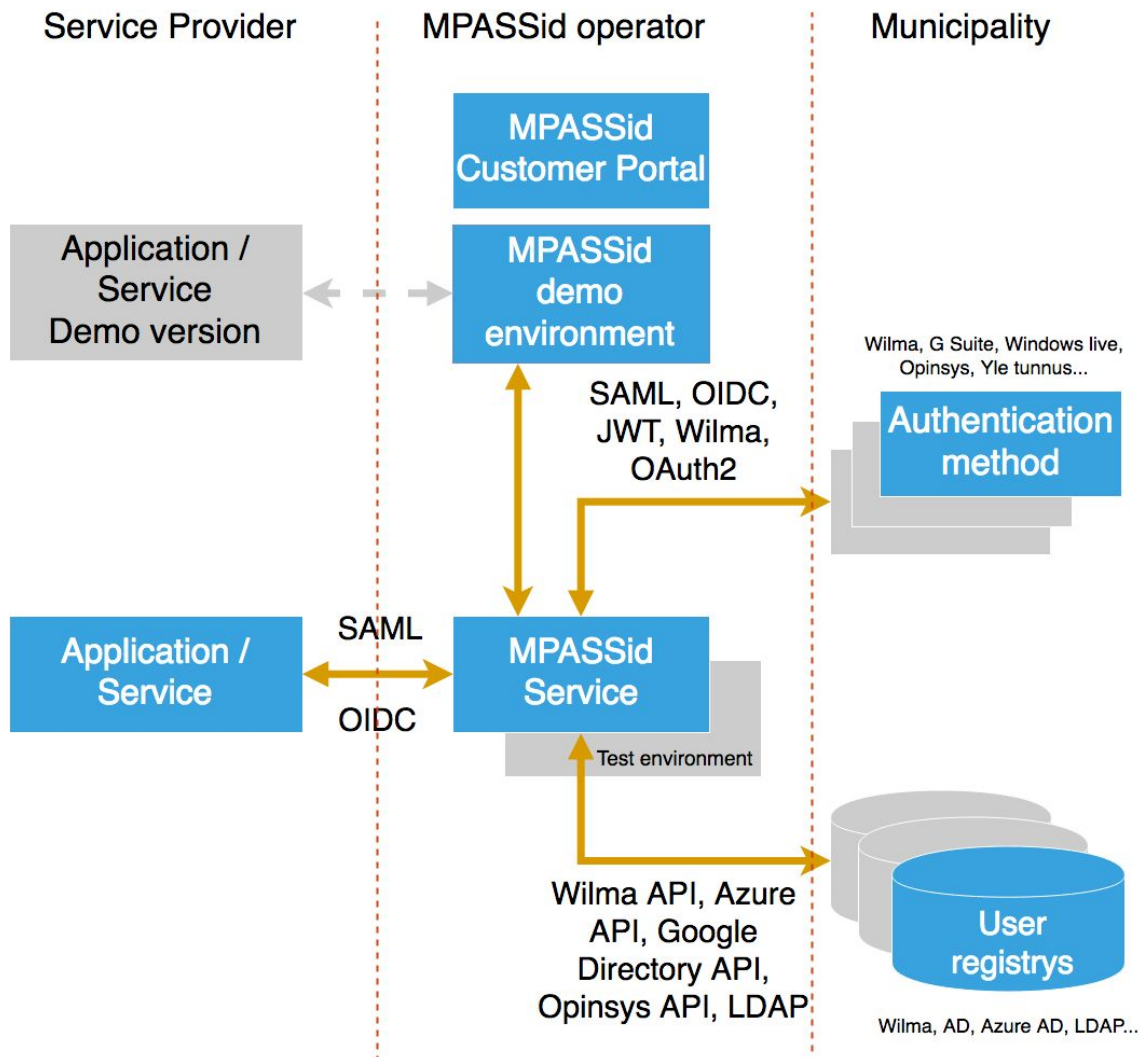 Service Provider
MPASSid operator
Municipality
MPASSid
Customer Portal
Application /
Service
Demo version
MPASSid
demo
environment
Wilma, G Suite, Windows live,
Opinsys, Yle tunnus...
SAML, OIDC,
JWT, Wilma,
OAuth2
Authentication
method
Application /
Service
SAML
OIDC
MPASSid
Service
Test environment
Wilma API, Azure
API, Google
Directory API,
Opinsys API, LDAP
User
registrys
Wilma, AD, Azure AD, LDAP...